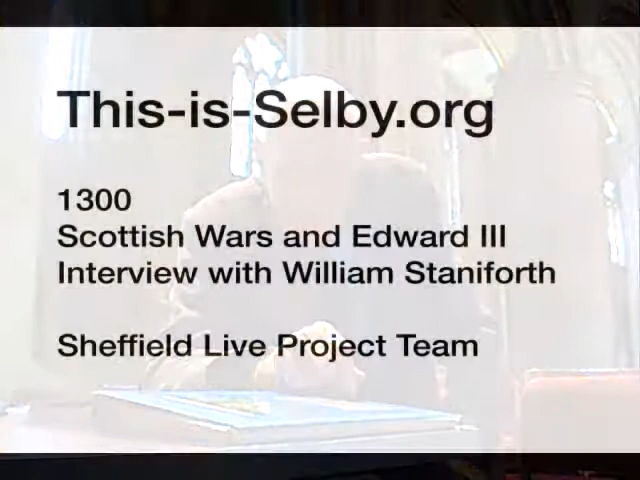 This-is-Selby.org
1300
Scottish Wars and Edward III
Interview with William Staniforth
Sheffield Live Project Team